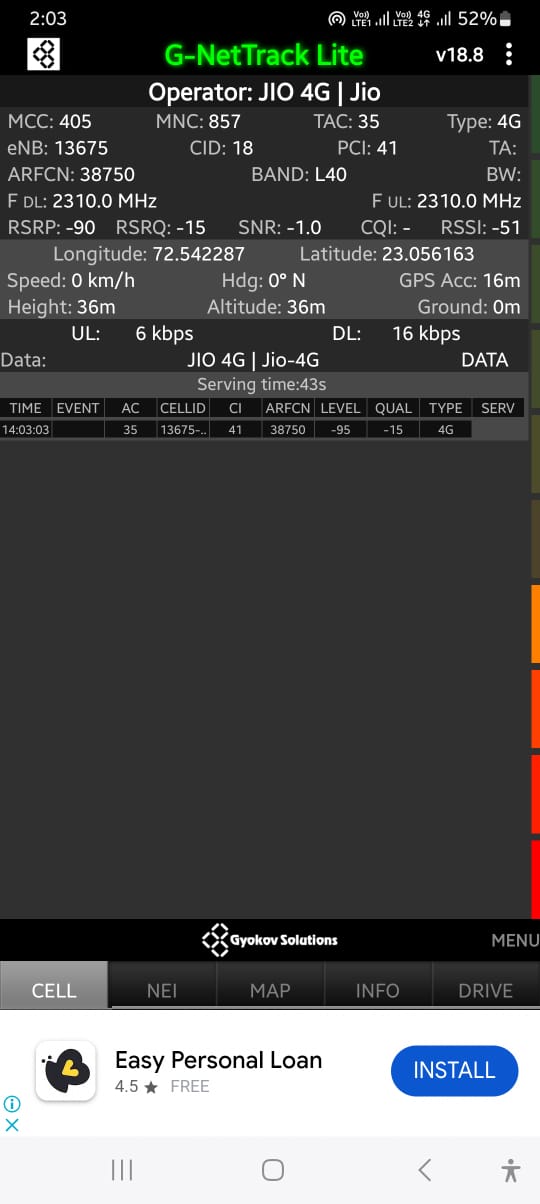 2:03 Vo) LTE1 Vo) LTE2 4G 52%
G-NetTrack Lite v18.8
Operator: JIO 4G | Jio
MCC: 405 MNC: 857 TAC: 35 Type: 4G
eNB: 13675 CID: 18 PCI: 41 TA:
ARFCN: 38750 BAND: L40 BW:
F DL: 2310.0 MHz F UL: 2310.0 MHz
RSRP: -90 RSRQ: -15 SNR: -1.0 CQI: - RSSI: -51
Longitude: 72.542287 Latitude: 23.056163
Speed: 0 km/h Hdg: 0° N GPS Acc: 16m
Height: 36m Altitude: 36m Ground: 0m
UL: 6 kbps DL: 16 kbps
Data: JIO 4G | Jio-4G DATA
Serving time:43s
TIME EVENT AC CELLID CI ARFCN LEVEL QUAL TYPE SERV
14:03:03 35 13675-.. 41 38750 -95 -15 4G
Gyokov Solutions MENU
CELL NEI MAP INFO DRIVE
Easy Personal Loan
4.5 ★ FREE
INSTALL